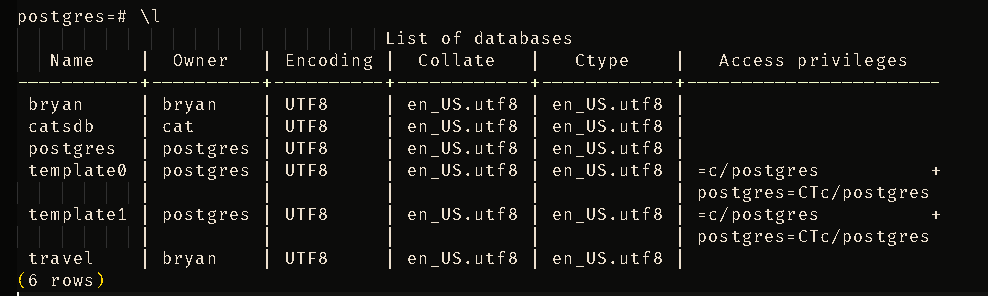 postgres=# \l
List of databases
Name | Owner | Encoding | Collate | Ctype | Access privileges
-----------+----------+----------+------------+------------+-----------------------
bryan | bryan | UTF8 | en_US.utf8 | en_US.utf8 |
catsdb | cat | UTF8 | en_US.utf8 | en_US.utf8 |
postgres | postgres | UTF8 | en_US.utf8 | en_US.utf8 |
template0 | postgres | UTF8 | en_US.utf8 | en_US.utf8 | =c/postgres +
| | | | | postgres=CTc/postgres
template1 | postgres | UTF8 | en_US.utf8 | en_US.utf8 | =c/postgres +
| | | | | postgres=CTc/postgres
travel | bryan | UTF8 | en_US.utf8 | en_US.utf8 |
(6 rows)